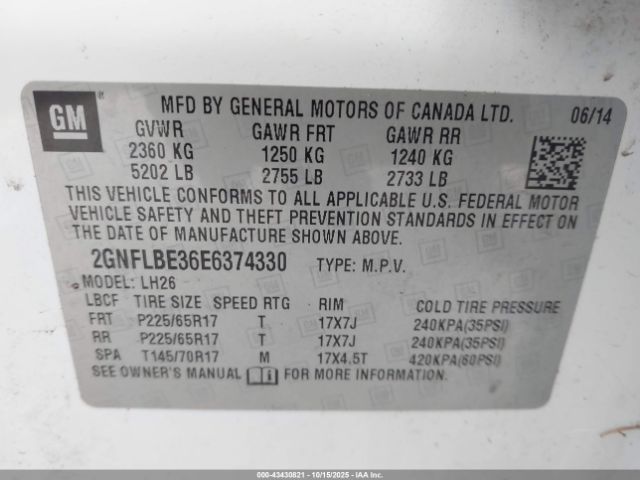 GM
MFD BY GENERAL MOTORS OF CANADA LTD. 06/14
GVWR GAWR FRT GAWR RR
2360 KG 1250 KG 1240 KG
5202 LB 2755 LB 2733 LB
THIS VEHICLE CONFORMS TO ALL APPLICABLE U.S. FEDERAL MOTOR
VEHICLE SAFETY AND THEFT PREVENTION STANDARDS IN EFFECT ON
THE DATE OF MANUFACTURE SHOWN ABOVE.
2GNFLBE36E6374330 TYPE: M.P.V.
MODEL: LH26
LBCF TIRE SIZE SPEED RTG RIM COLD TIRE PRESSURE
FRT P225/65R17 T 17X7J 240KPA(35PSI)
RR P225/65R17 T 17X7J 240KPA(35PSI)
SPA T145/70R17 M 17X4.5T 420KPA(60PSI)
SEE OWNER'S MANUAL FOR MORE INFORMATION.
000-43430821 - 10/15/2025 - IAAI.COM